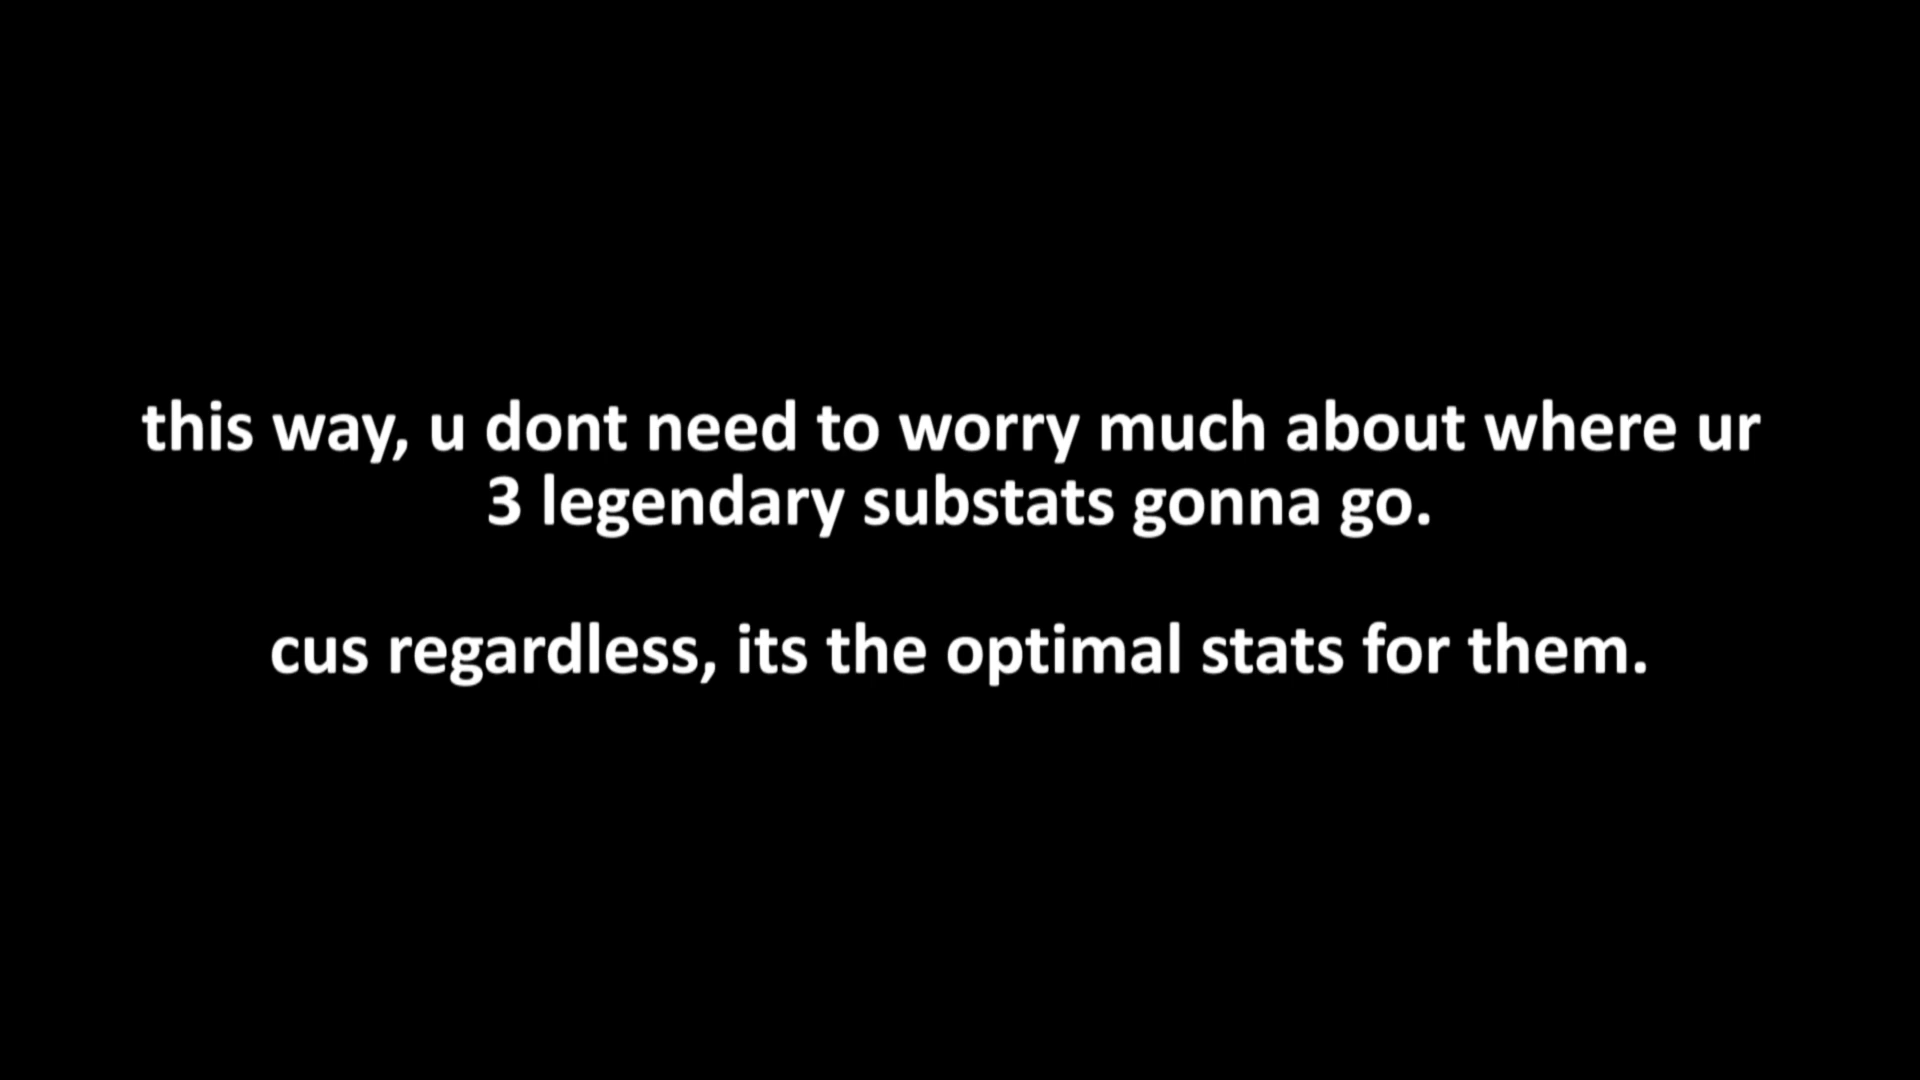 this way, u dont need to worry much about where ur
3 legendary substats gonna go.
cus regardless, its the optimal stats for them.